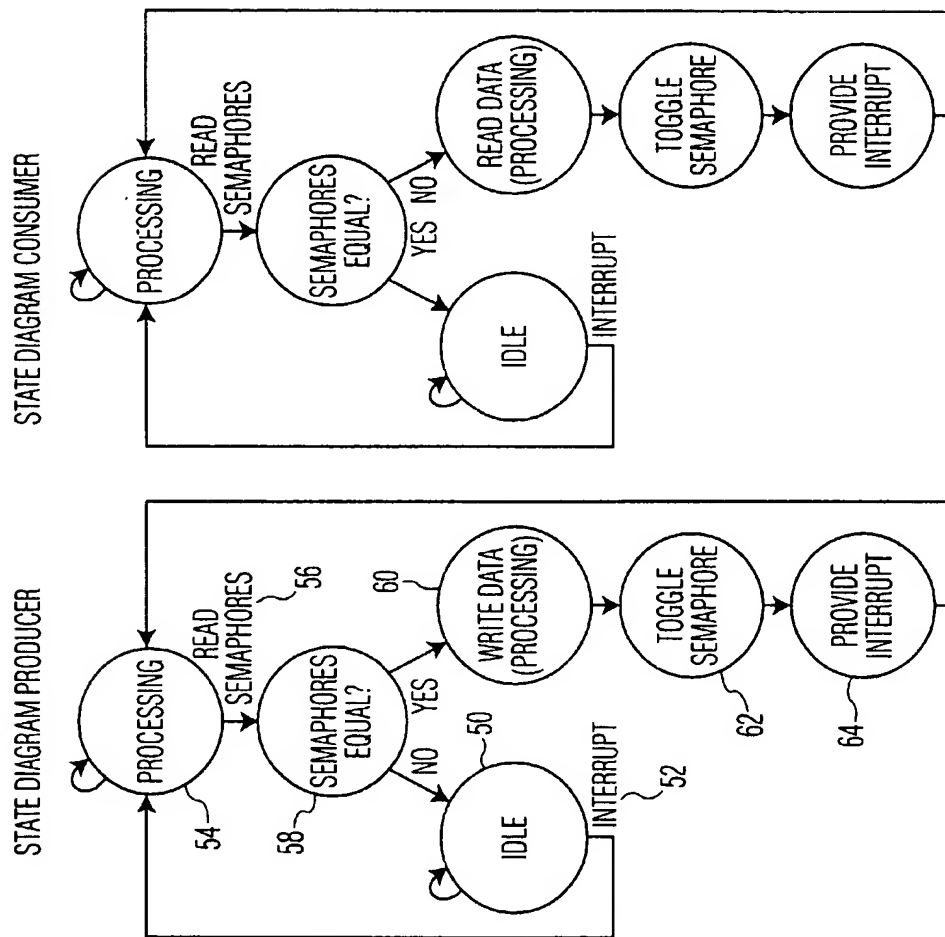 STATE DIAGRAM PRODUCER
PROCESSING
54
READ
SEMAPHORES
56
SEMAPHORES
EQUAL?
58
NO
YES
IDLE
50
INTERRUPT
52
WRITE DATA
(PROCESSING)
60
TOGGLE
SEMAPHORE
62
PROVIDE
INTERRUPT
64
STATE DIAGRAM CONSUMER
PROCESSING
READ
SEMAPHORES
SEMAPHORES
EQUAL?
YES
NO
IDLE
INTERRUPT
READ DATA
(PROCESSING)
TOGGLE
SEMAPHORE
PROVIDE
INTERRUPT